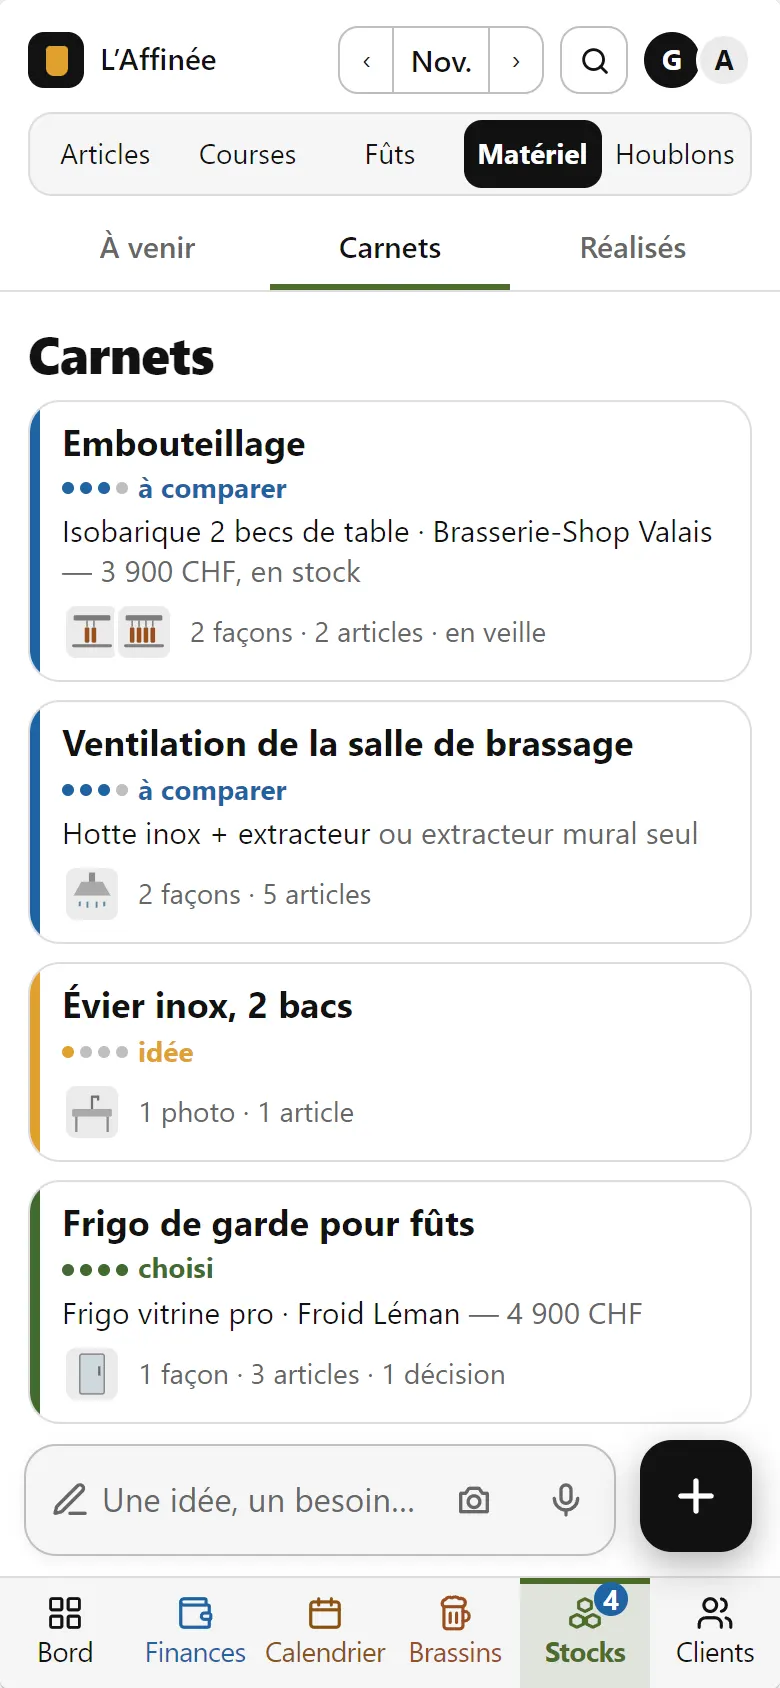 L’Affinée
‹ Nov. ›
G A
Articles Courses Fûts Matériel Houblons
À venir Carnets Réalisés
Carnets
Embouteillage
à comparer
Isobarique 2 becs de table · Brasserie-Shop Valais
— 3 900 CHF, en stock
2 façons · 2 articles · en veille
Ventilation de la salle de brassage
à comparer
Hotte inox + extracteur ou extracteur mural seul
2 façons · 5 articles
Évier inox, 2 bacs
idée
1 photo · 1 article
Frigo de garde pour fûts
choisi
Frigo vitrine pro · Froid Léman — 4 900 CHF
1 façon · 3 articles · 1 décision
Une idée, un besoin...
4
Bord Finances Calendrier Brassins Stocks Clients